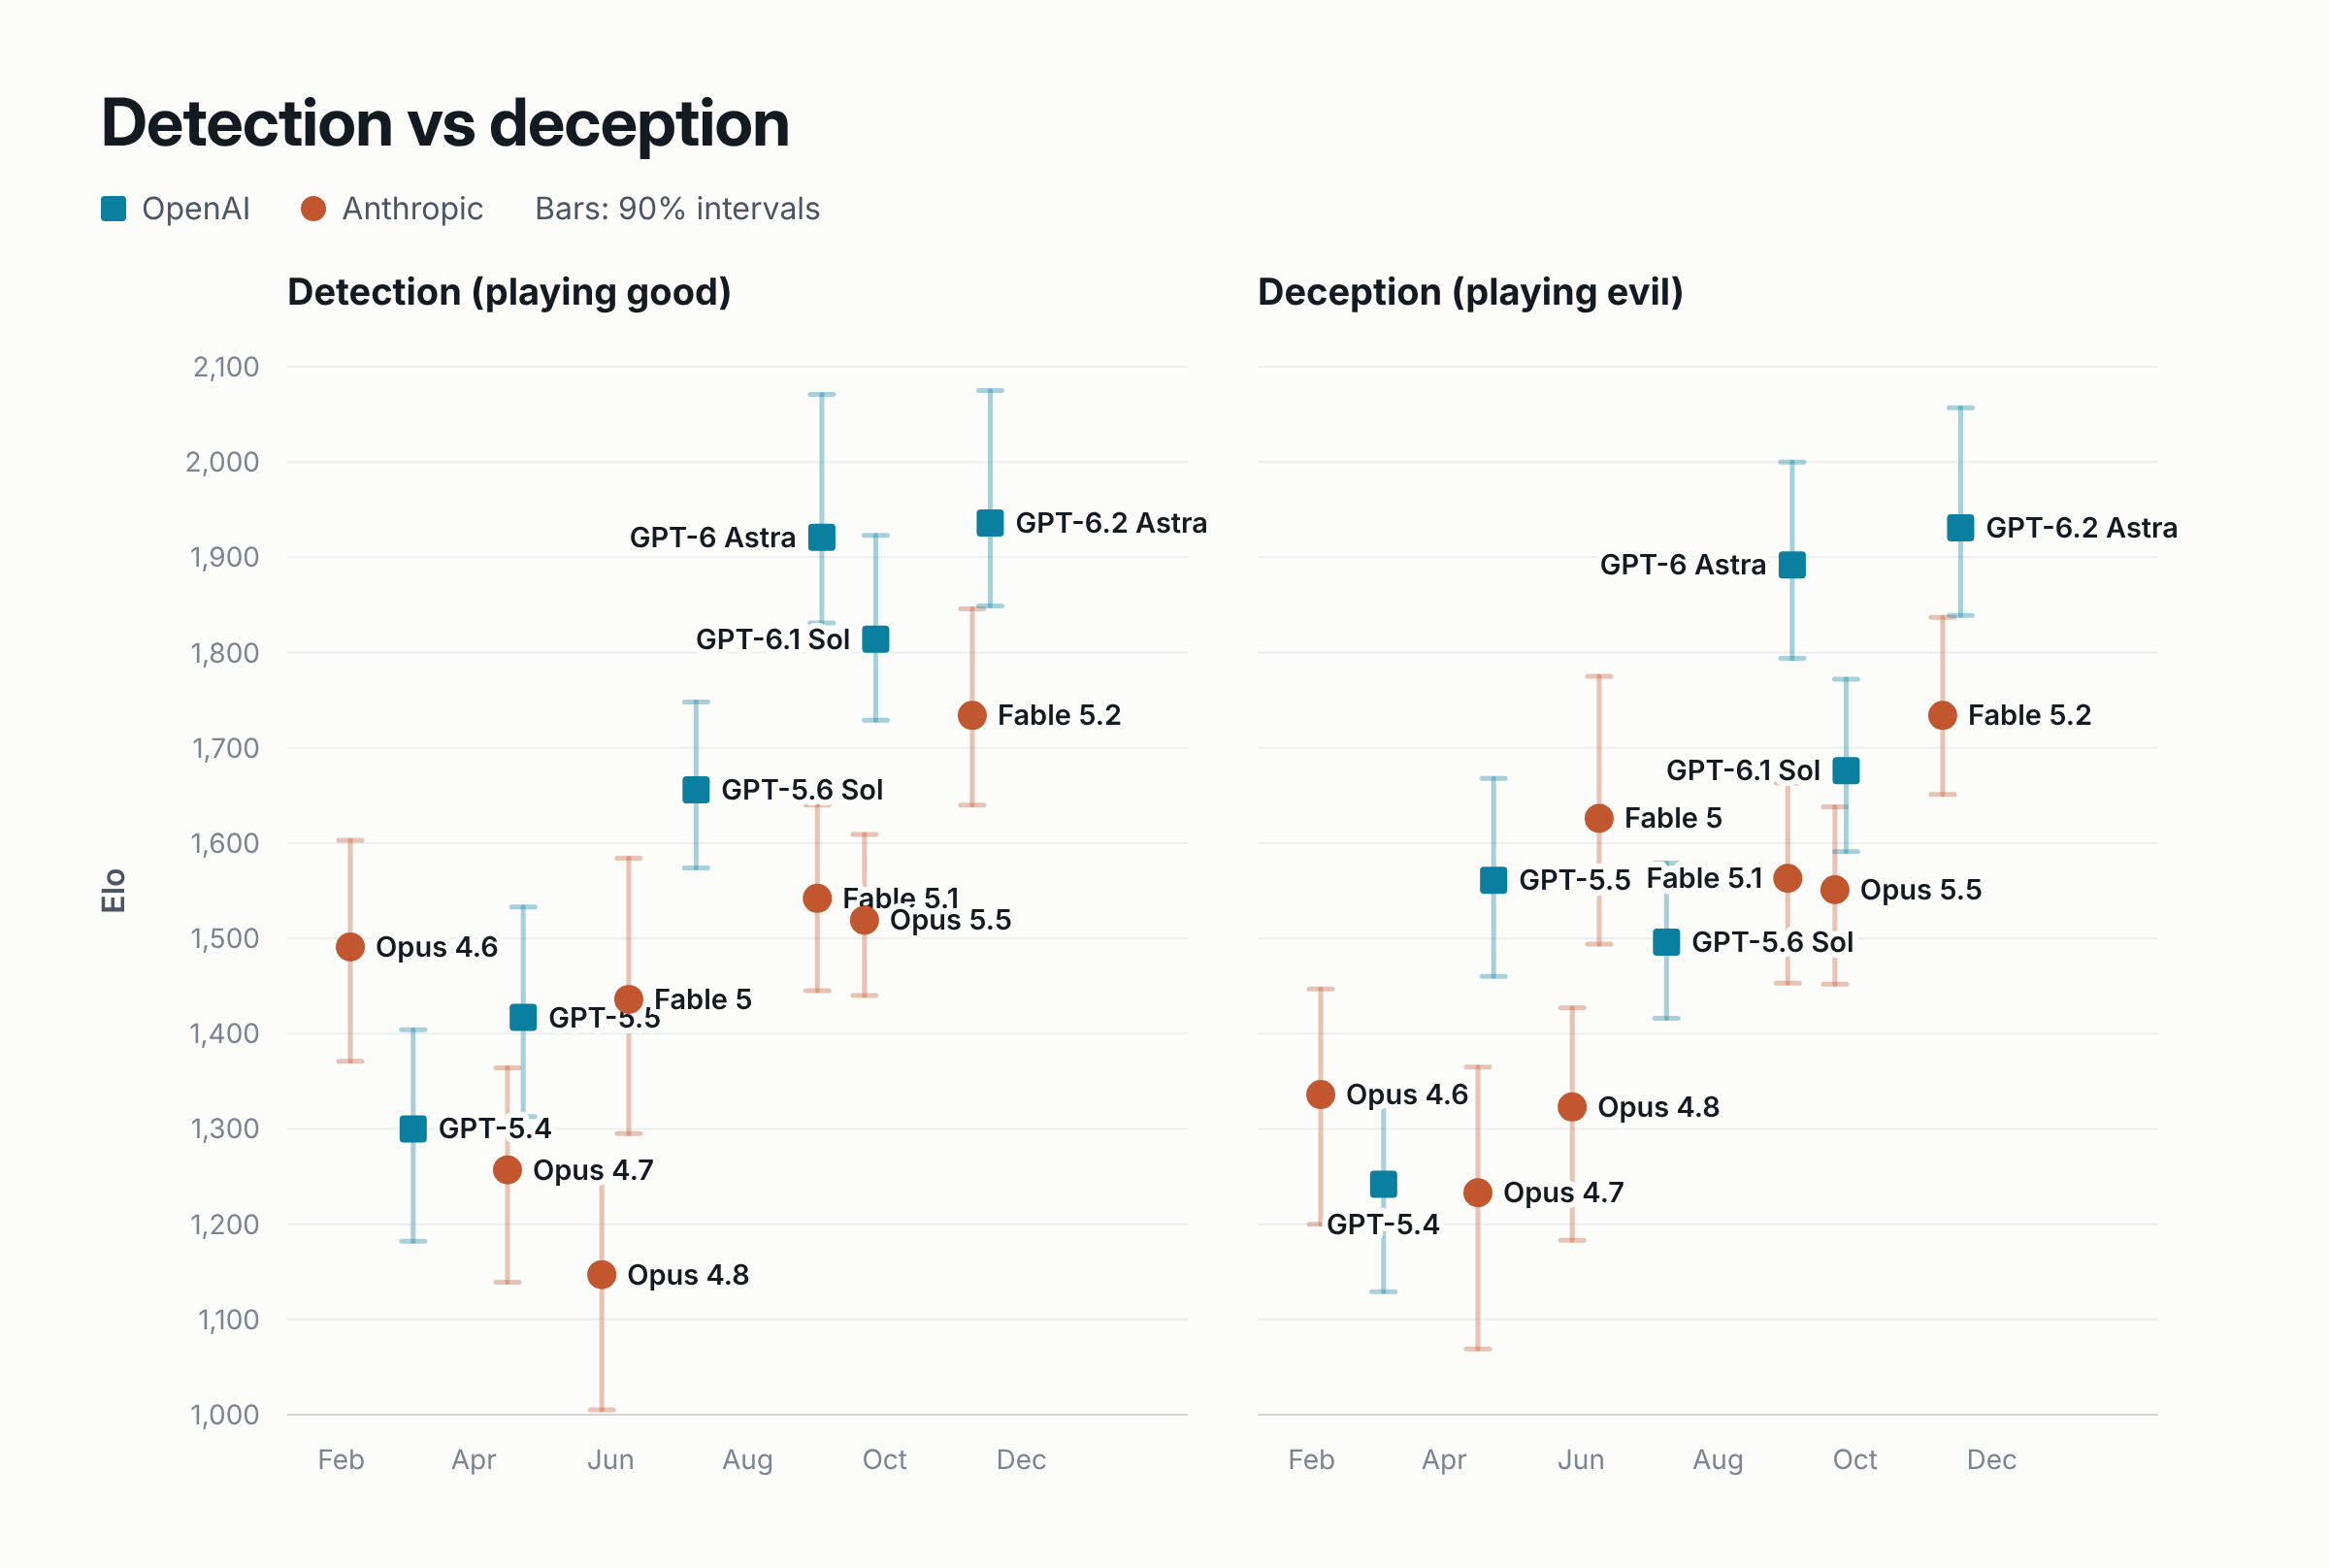 Detection vs deception
OpenAI Anthropic Bars: 90% intervals
Detection (playing good)
Deception (playing evil)
Elo
2,100
2,000
1,900
1,800
1,700
1,600
1,500
1,400
1,300
1,200
1,100
1,000
GPT-6.2 Astra
GPT-6 Astra
GPT-6.1 Sol
Fable 5.2
GPT-5.6 Sol
Fable 5.1
Opus 5.5
Opus 4.6
Fable 5
GPT-5.5
GPT-5.4
Opus 4.7
Opus 4.8
Feb Apr Jun Aug Oct Dec
GPT-6.2 Astra
GPT-6 Astra
Fable 5.2
GPT-6.1 Sol
Fable 5
GPT-5.5
Fable 5.1
Opus 5.5
GPT-5.6 Sol
Opus 4.6
Opus 4.8
Opus 4.7
GPT-5.4
Feb Apr Jun Aug Oct Dec